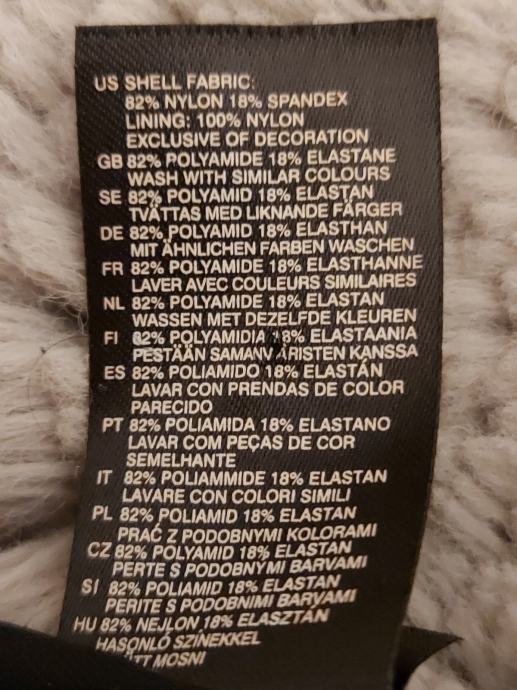 US SHELL FABRIC:
82% NYLON 18% SPANDEX
LINING: 100% NYLON
EXCLUSIVE OF DECORATION
GB 82% POLYAMIDE 18% ELASTANE
WASH WITH SIMILAR COLOURS
SE 82% POLYAMID 18% ELASTAN
TVÄTTAS MED LIKNANDE FÄRGER
DE 82% POLYAMID 18% ELASTHAN
MIT ÄHNLICHEN FARBEN WASCHEN
FR 82% POLYAMIDE 18% ELASTHANNE
LAVER AVEC COULEURS SIMILAIRES
NL 82% POLYAMIDE 18% ELASTAN
WASSEN MET DEZELFDE KLEUREN
FI 82% POLYAMIDIA 18% ELASTAANIA
PESTÄÄN SAMANVÄRISTEN KANSSA
ES 82% POLIAMIDO 18% ELASTÁN
LAVAR CON PRENDAS DE COLOR
PARECIDO
PT 82% POLIAMIDA 18% ELASTANO
LAVAR COM PEÇAS DE COR
SEMELHANTE
IT 82% POLIAMMIDE 18% ELASTAN
LAVARE CON COLORI SIMILI
PL 82% POLIAMID 18% ELASTAN
PRAĆ Z PODOBNYMI KOLORAMI
CZ 82% POLYAMID 18% ELASTAN
PERTE S PODOBNÝMI BARVAMI
SI 82% POLIAMID 18% ELASTAN
PERITE S PODOBNIMI BARVAMI
HU 82% NEJLON 18% ELASZTÁN
HASONLÓ SZÍNEKKEL
MOSNI